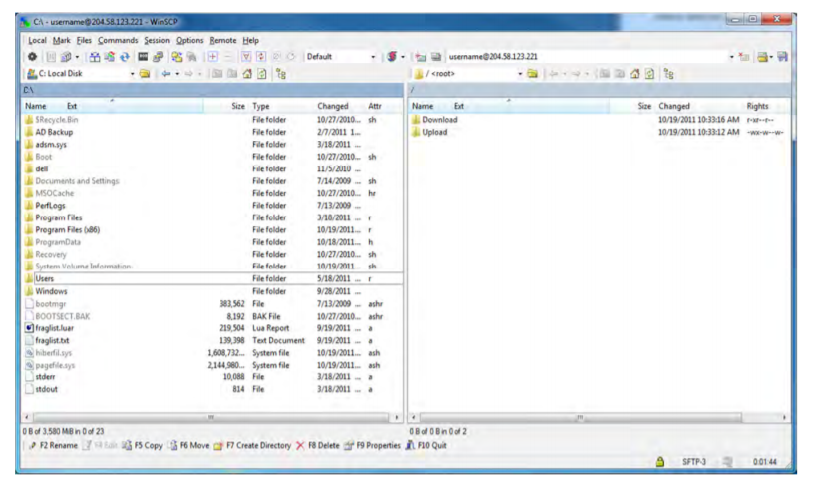 C:\ - username@204.58.123.221 - WinSCP
Local Mark Files Commands Session Options Remote Help
Default
username@204.58.123.221
C: Local Disk
/ <root>
C:\
/
Name Ext Size Type Changed Attr
$Recycle.Bin File folder 10/27/2010... sh
AD Backup File folder 2/7/2011 1...
adsm.sys File folder 3/18/2011 ...
Boot File folder 10/27/2010... sh
dell File folder 11/5/2010 ...
Documents and Settings File folder 7/14/2009 ... sh
MSOCache File folder 10/27/2010... hr
PerfLogs File folder 7/13/2009 ...
Program Files File folder 3/18/2011 ... r
Program Files (x86) File folder 10/19/2011... r
ProgramData File folder 10/18/2011... h
Recovery File folder 10/27/2010... sh
System Volume Information File folder 10/19/2011... sh
Users File folder 5/18/2011 ... r
Windows File folder 9/28/2011 ...
bootmgr 383,562 File 7/13/2009 ... ashr
BOOTSECT.BAK 8,192 BAK File 10/27/2010... ashr
fraglist.luar 219,504 Lua Report 9/19/2011 ... a
fraglist.txt 139,398 Text Document 9/19/2011 ... a
hiberfil.sys 1,608,732... System file 10/19/2011... ash
pagefile.sys 2,144,980... System file 10/19/2011... ash
stderr 10,088 File 3/18/2011 ... a
stdout 814 File 3/18/2011 ... a
Name Ext Size Changed Rights
Download 10/19/2011 10:33:16 AM r-xr--r--
Upload 10/19/2011 10:33:12 AM -wx-w--w-
0 B of 3,580 MiB in 0 of 23
0 B of 0 B in 0 of 2
F2 Rename F4 Edit F5 Copy F6 Move F7 Create Directory F8 Delete F9 Properties F10 Quit
SFTP-3 0:01:44